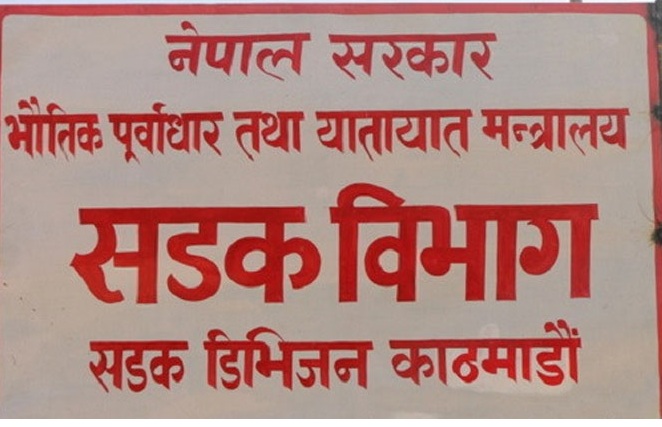 नेपाल सरकार
भौतिक पूर्वाधार तथा यातायात मन्त्रालय
सडक विभाग
सडक डिभिजन काठमाडौं